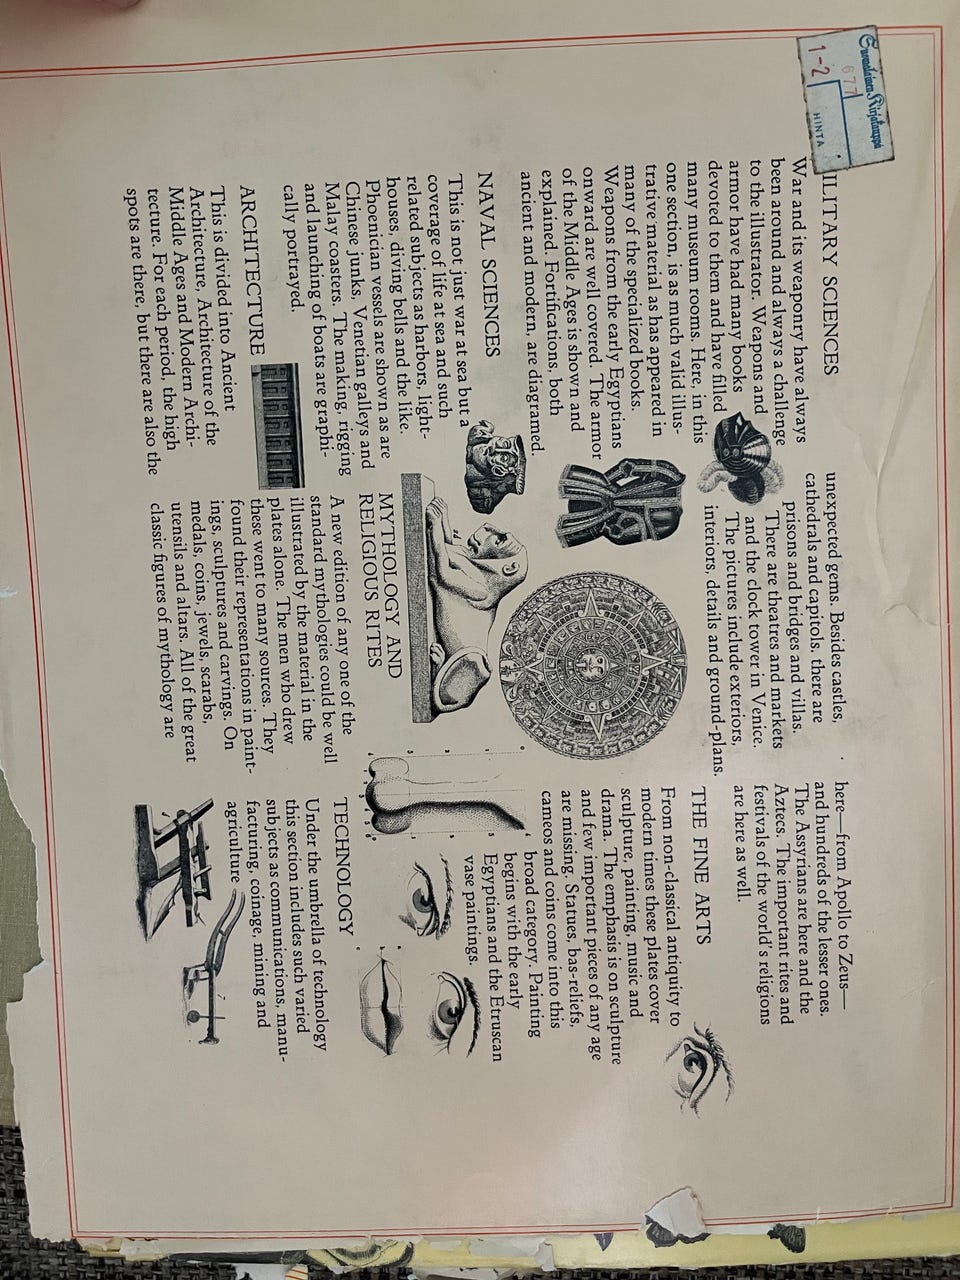 Suomalainen Kirjakauppa
677
1-2
HINTA
ILITARY SCIENCES
War and its weaponry have always
been around and always a challenge
to the illustrator. Weapons and
armor have had many books
devoted to them and have filled
many museum rooms. Here, in this
one section, is as much valid illus-
trative material as has appeared in
many of the specialized books.
Weapons from the early Egyptians
onward are well covered. The armor
of the Middle Ages is shown and
explained. Fortifications, both
ancient and modern, are diagramed.
NAVAL SCIENCES
This is not just war at sea but a
coverage of life at sea and such
related subjects as harbors, light-
houses, diving bells and the like.
Phoenician vessels are shown as are
Chinese junks, Venetian galleys and
Malay coasters. The making, rigging
and launching of boats are graphi-
cally portrayed.
ARCHITECTURE
This is divided into Ancient
Architecture, Architecture of the
Middle Ages and Modern Archi-
tecture. For each period, the high
spots are there, but there are also the
unexpected gems. Besides castles,
cathedrals and capitols, there are
prisons and bridges and villas.
There are theatres and markets
and the clock tower in Venice.
The pictures include exteriors,
interiors, details and ground-plans.
MYTHOLOGY AND
RELIGIOUS RITES
A new edition of any one of the
standard mythologies could be well
illustrated by the material in the
plates alone. The men who drew
these went to many sources. They
found their representations in paint-
ings, sculptures and carvings. On
medals, coins, jewels, scarabs,
utensils and altars. All of the great
classic figures of mythology are
here—from Apollo to Zeus—
and hundreds of the lesser ones.
The Assyrians are here and the
Aztecs. The important rites and
festivals of the world's religions
are here as well.
THE FINE ARTS
From non-classical antiquity to
modern times these plates cover
sculpture, painting, music and
drama. The emphasis is on sculpture
and few important pieces of any age
are missing. Statues, bas-reliefs,
cameos and coins come into this
broad category. Painting
begins with the early
Egyptians and the Etruscan
vase paintings.
TECHNOLOGY
Under the umbrella of technology
this section includes such varied
subjects as communications, manu-
facturing, coinage, mining and
agriculture